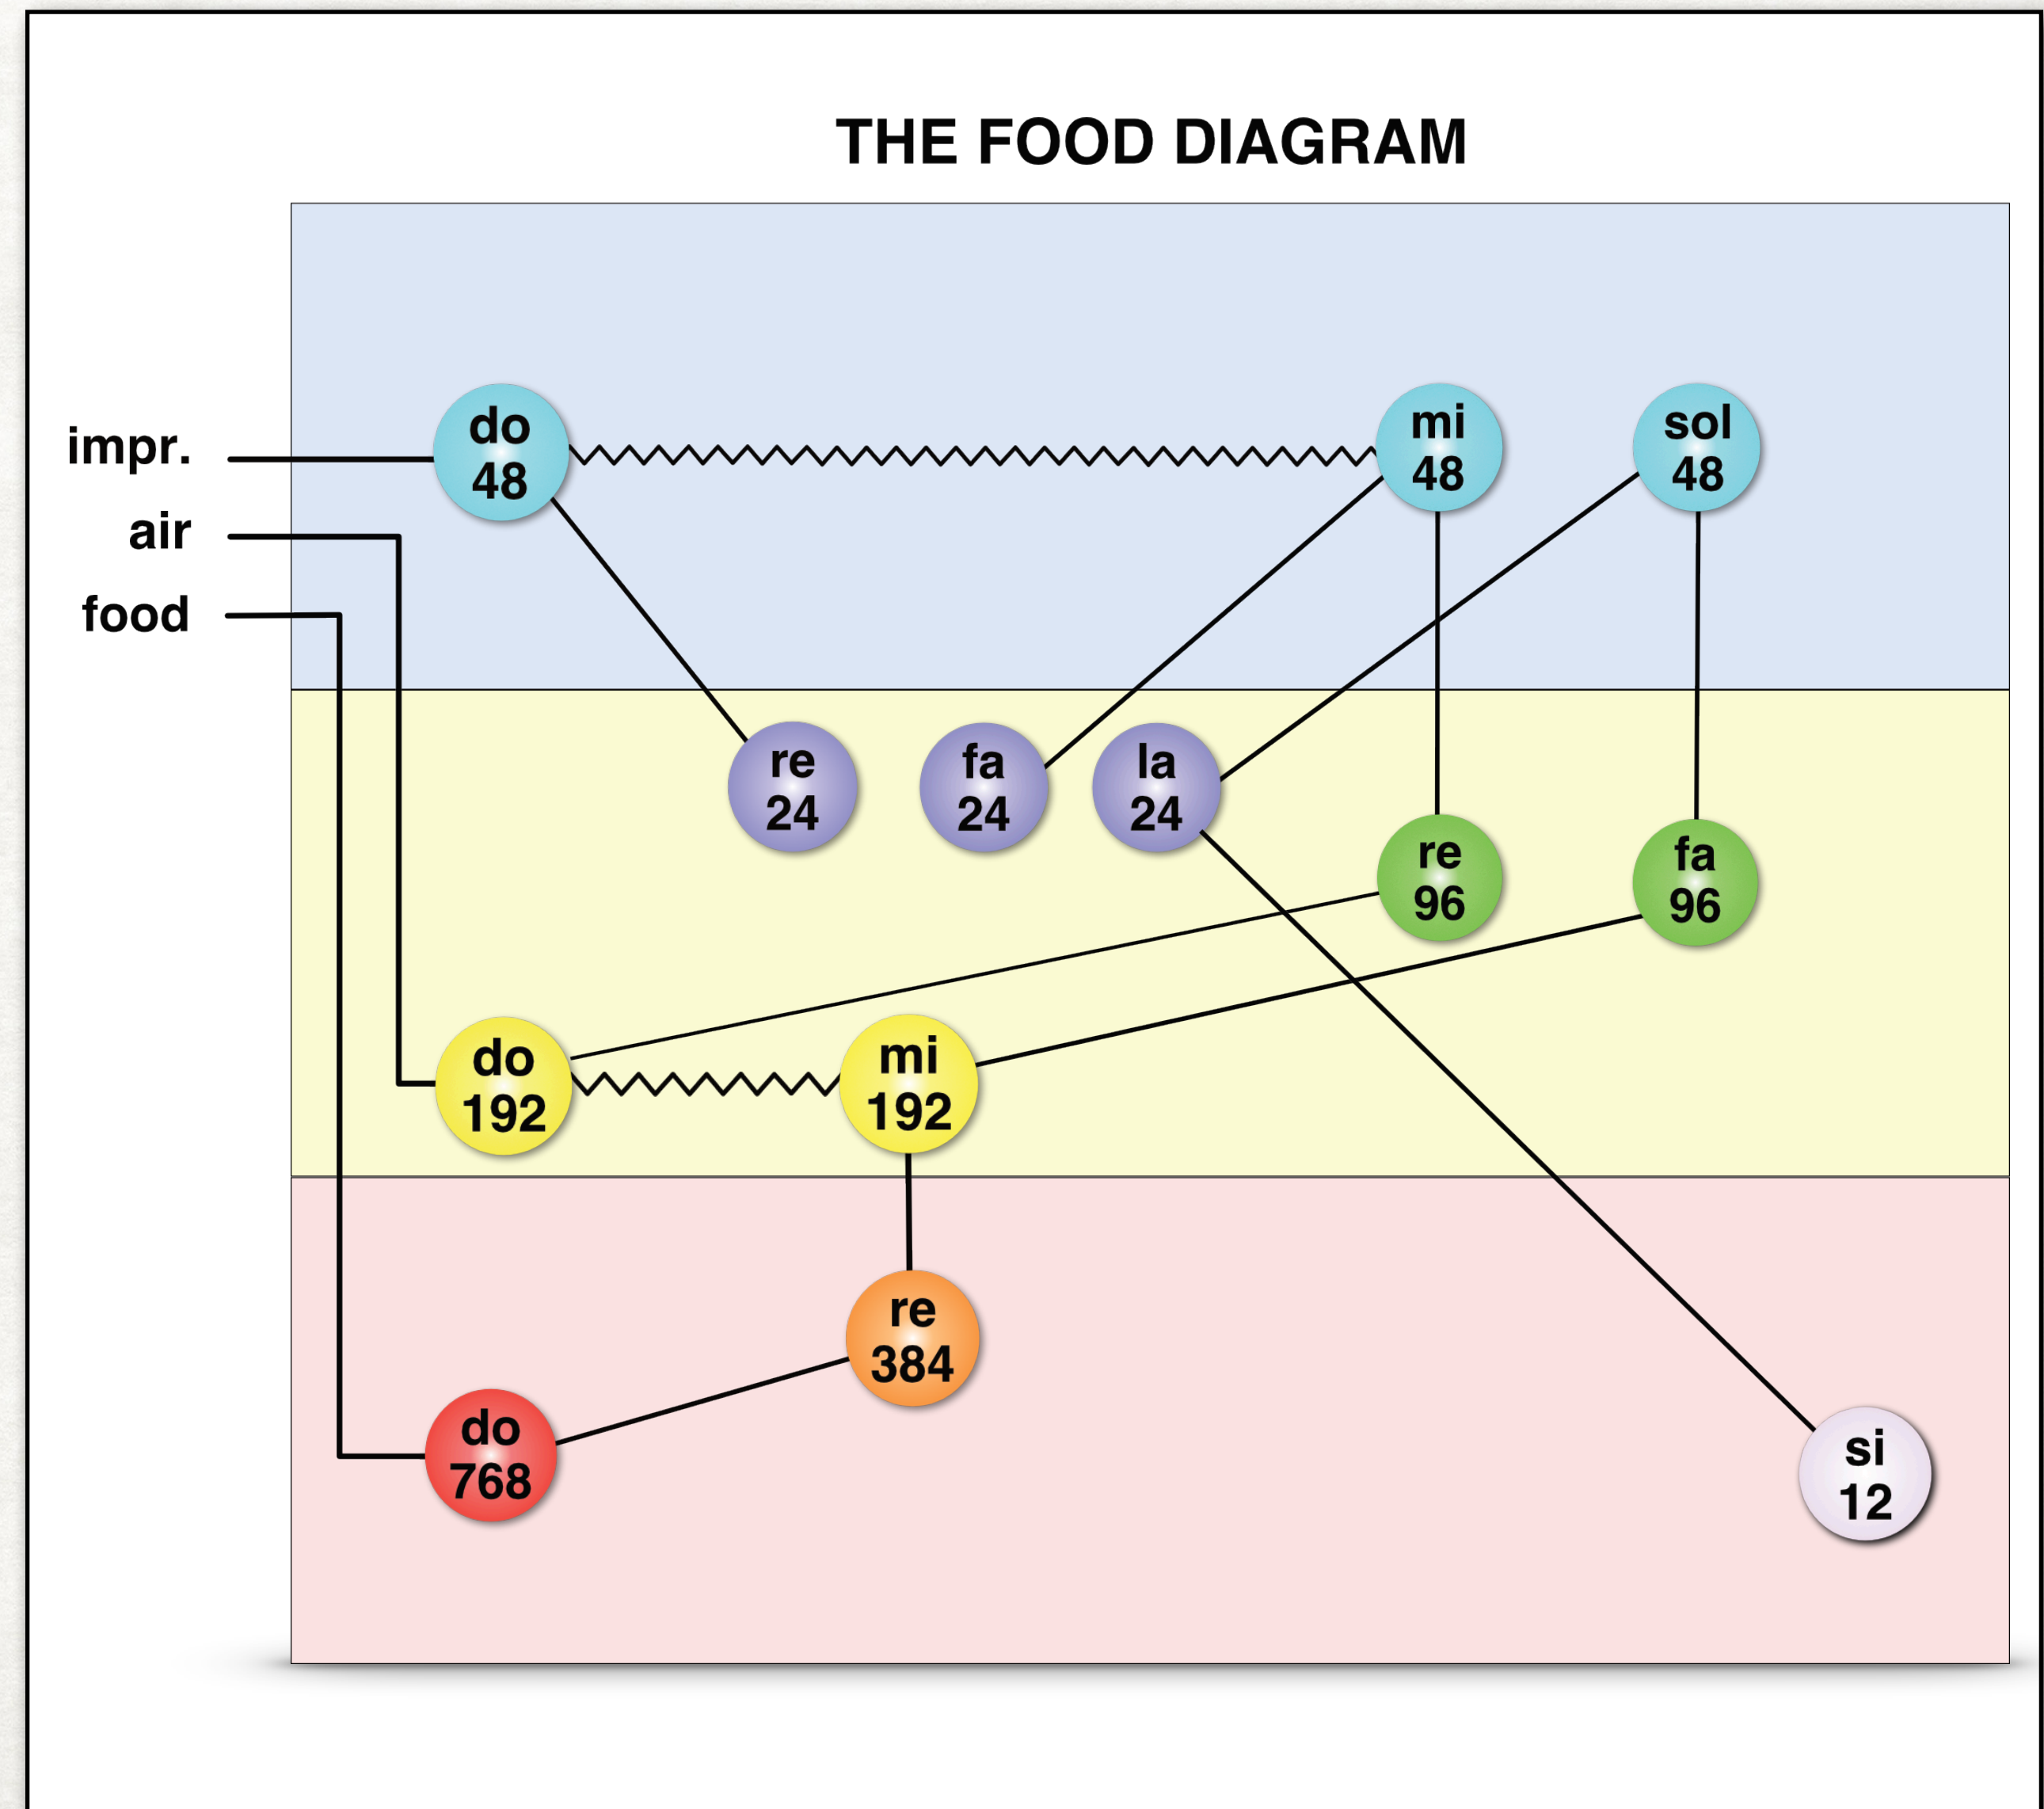 THE FOOD DIAGRAM
impr.
air
food
do
48
mi
48
sol
48
re
24
fa
24
la
24
re
96
fa
96
do
192
mi
192
re
384
do
768
si
12